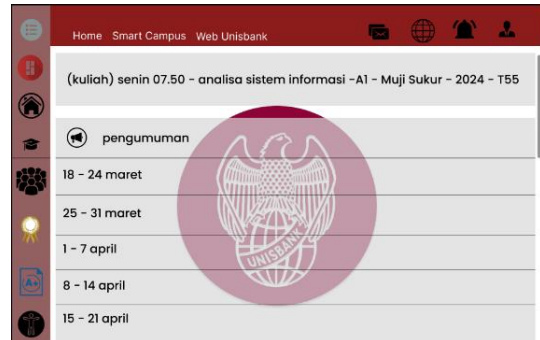 Home Smart Campus Web Unisbank
(kuliah) senin 07.50 - analisa sistem informasi -A1 - Muji Sukur - 2024 - T55
pengumuman
18 - 24 maret
25 - 31 maret
1 - 7 april
8 - 14 april
15 - 21 april
UNISBANK
A+